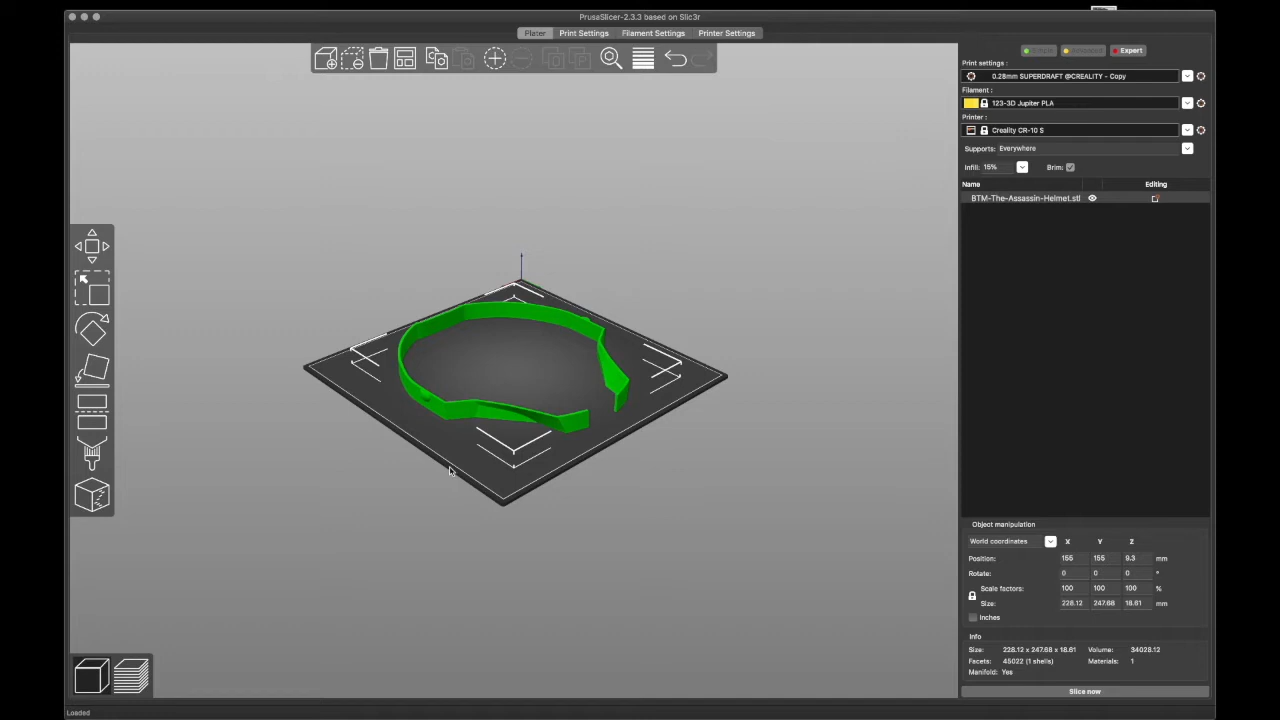 PrusaSlicer-2.3.3 based on Slic3r
Plater Print Settings Filament Settings Printer Settings
Expert
Print settings :
0.28mm SUPERDRAFT @CREALITY - Copy
Filament :
123-3D Jupiter PLA
Printer :
Creality CR-10 S
Supports: Everywhere
Infill: 15% Brim:
Name Editing
BTM-The-Assassin-Helmet.stl
Object manipulation
World coordinates X Y Z
Position: 155 155 9.3 mm
Rotate: 0 0 0 °
Scale factors: 100 100 100 %
Size: 228.12 247.68 18.61 mm
Inches
Info
Size: 228.12 x 247.68 x 18.61 Volume: 34028.12
Facets: 45022 (1 shells) Materials: 1
Manifold: Yes
Slice now
Loaded